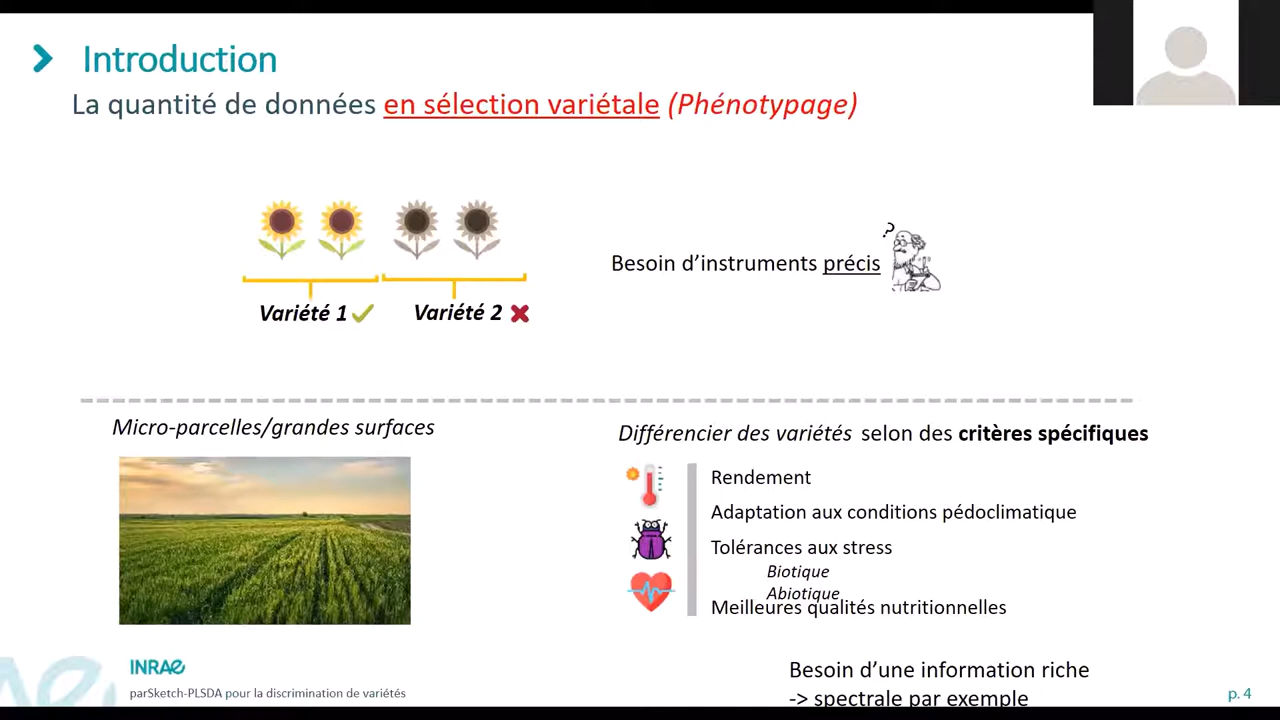 Introduction
La quantité de données en sélection variétale (Phénotypage)
?
Besoin d’instruments précis
Variété 1
Variété 2
Micro-parcelles/grandes surfaces
Différencier des variétés selon des critères spécifiques
Rendement
Adaptation aux conditions pédoclimatique
Tolérances aux stress
Biotique
Abiotique
Meilleures qualités nutritionnelles
INRAE
parSketch-PLSDA pour la discrimination de variétés
Besoin d’une information riche
-> spectrale par exemple
p. 4